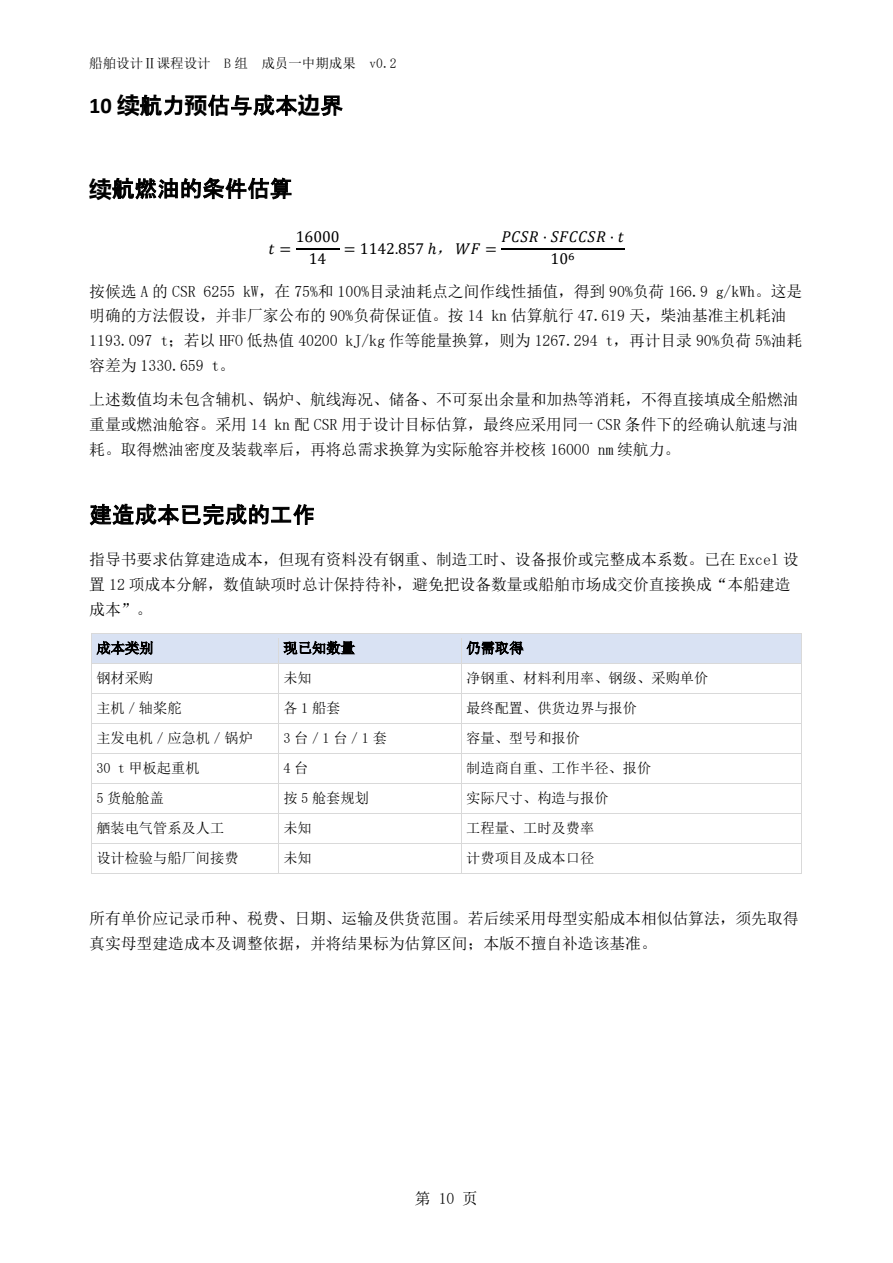 船舶设计Ⅱ课程设计　B 组　成员一中期成果　v0.2
10 续航力预估与成本边界
续航燃油的条件估算
t = 16000/14 = 1142.857 h，WF = PCSR · SFCCSR · t/10⁶
按候选 A 的 CSR 6255 kW，在 75%和 100%目录油耗点之间作线性插值，得到 90%负荷 166.9 g/kWh。这是
明确的方法假设，并非厂家公布的 90%负荷保证值。按 14 kn 估算航行 47.619 天，柴油基准主机耗油
1193.097 t；若以 HFO 低热值 40200 kJ/kg 作等能量换算，则为 1267.294 t，再计目录 90%负荷 5%油耗
容差为 1330.659 t。
上述数值均未包含辅机、锅炉、航线海况、储备、不可泵出余量和加热等消耗，不得直接填成全船燃油
重量或燃油舱容。采用 14 kn 配 CSR 用于设计目标估算，最终应采用同一 CSR 条件下的经确认航速与油
耗。取得燃油密度及装载率后，再将总需求换算为实际舱容并校核 16000 nm 续航力。
建造成本已完成的工作
指导书要求估算建造成本，但现有资料没有钢重、制造工时、设备报价或完整成本系数。已在 Excel 设
置 12 项成本分解，数值缺项时总计保持待补，避免把设备数量或船舶市场成交价直接换成“本船建造
成本”。
成本类别 现已知数量 仍需取得
钢材采购 未知 净钢重、材料利用率、钢级、采购单价
主机 / 轴桨舵 各 1 船套 最终配置、供货边界与报价
主发电机 / 应急机 / 锅炉 3 台 / 1 台 / 1 套 容量、型号和报价
30 t 甲板起重机 4 台 制造商自重、工作半径、报价
5 货舱舱盖 按 5 舱套规划 实际尺寸、构造与报价
舾装电气管系及人工 未知 工程量、工时及费率
设计检验与船厂间接费 未知 计费项目及成本口径
所有单价应记录币种、税费、日期、运输及供货范围。若后续采用母型实船成本相似估算法，须先取得
真实母型建造成本及调整依据，并将结果标为估算区间；本版不擅自补造该基准。
第 10 页